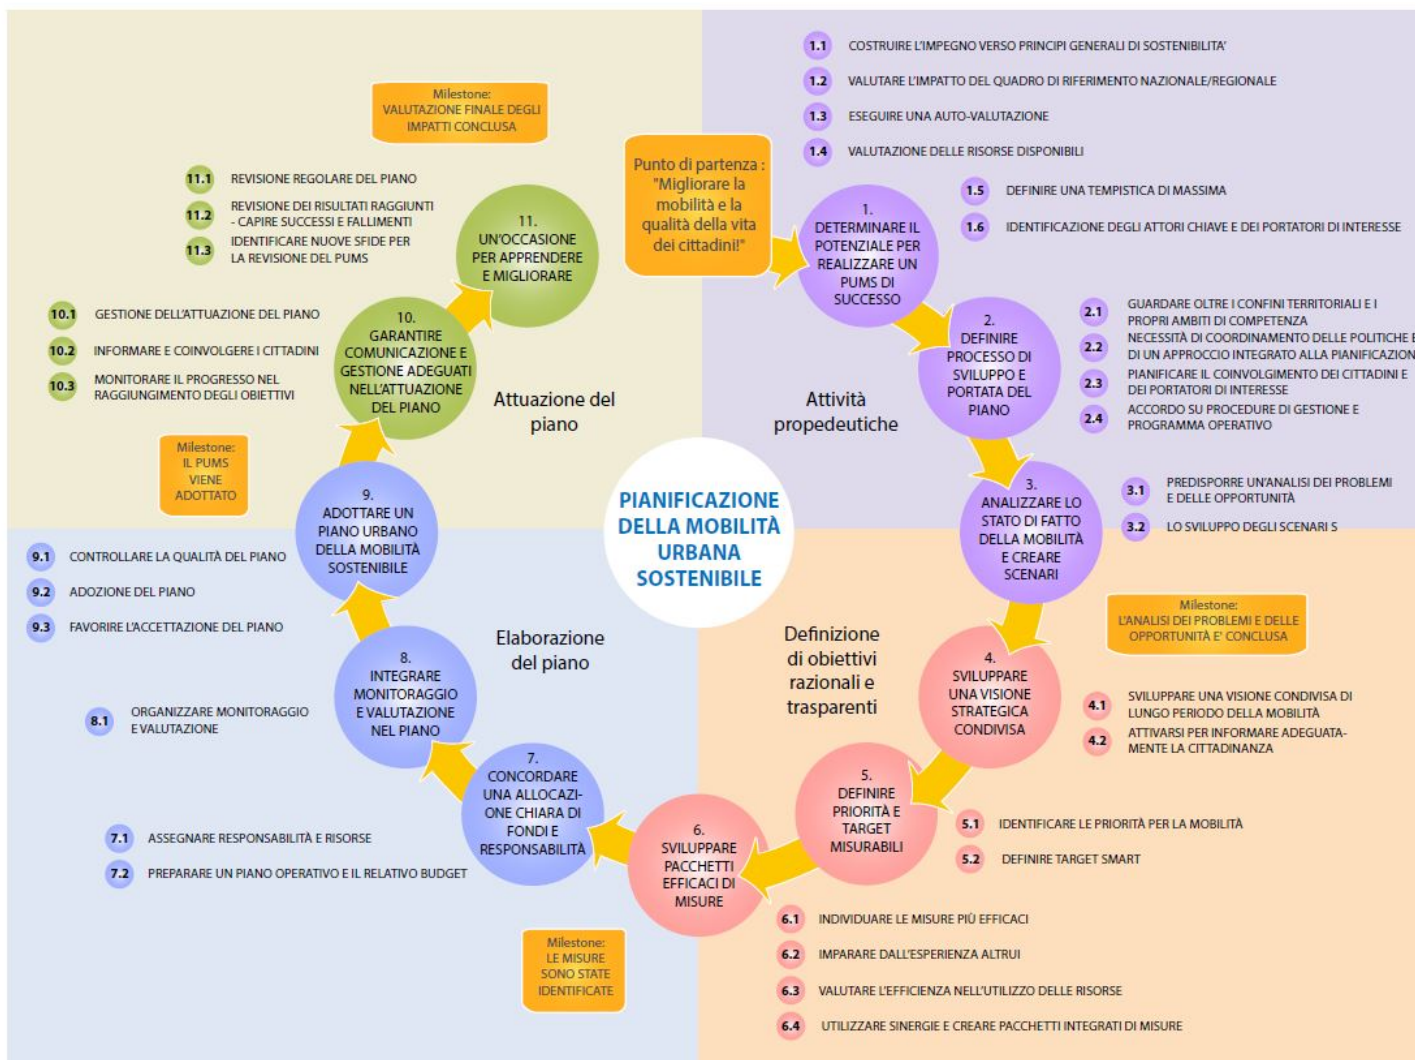 1.1 COSTRUIRE L'IMPEGNO VERSO PRINCIPI GENERALI DI SOSTENIBILITA'
1.2 VALUTARE L'IMPATTO DEL QUADRO DI RIFERIMENTO NAZIONALE/REGIONALE
1.3 ESEGUIRE UNA AUTO-VALUTAZIONE
1.4 VALUTAZIONE DELLE RISORSE DISPONIBILI
1.5 DEFINIRE UNA TEMPISTICA DI MASSIMA
1.6 IDENTIFICAZIONE DEGLI ATTORI CHIAVE E DEI PORTATORI DI INTERESSE
Punto di partenza :
"Migliorare la
mobilità e la
qualità della vita
dei cittadini!"
1.
DETERMINARE IL
POTENZIALE PER
REALIZZARE UN
PUMS DI
SUCCESSO
2.
DEFINIRE
PROCESSO DI
SVILUPPO E
PORTATA DEL
PIANO
2.1 GUARDARE OLTRE I CONFINI TERRITORIALI E I
PROPRI AMBITI DI COMPETENZA
2.2 NECESSITÀ DI COORDINAMENTO DELLE POLITICHE E
DI UN APPROCCIO INTEGRATO ALLA PIANIFICAZION
2.3 PIANIFICARE IL COINVOLGIMENTO DEI CITTADINI E
DEI PORTATORI DI INTERESSE
2.4 ACCORDO SU PROCEDURE DI GESTIONE E
PROGRAMMA OPERATIVO
Attività
propedeutiche
3.
ANALIZZARE LO
STATO DI FATTO
DELLA MOBILITÀ
E CREARE
SCENARI
3.1 PREDISPORRE UN'ANALISI DEI PROBLEMI
E DELLE OPPORTUNITÀ
3.2 LO SVILUPPO DEGLI SCENARI S
Milestone:
L'ANALISI DEI PROBLEMI E DELLE
OPPORTUNITÀ E' CONCLUSA
PIANIFICAZIONE
DELLA MOBILITÀ
URBANA
SOSTENIBILE
Definizione
di obiettivi
razionali e
trasparenti
4.
SVILUPPARE
UNA VISIONE
STRATEGICA
CONDIVISA
4.1 SVILUPPARE UNA VISIONE CONDIVISA DI
LUNGO PERIODO DELLA MOBILITÀ
4.2 ATTIVARSI PER INFORMARE ADEGUATA-
MENTE LA CITTADINANZA
5.
DEFINIRE
PRIORITÀ E
TARGET
MISURABILI
5.1 IDENTIFICARE LE PRIORITÀ PER LA MOBILITÀ
5.2 DEFINIRE TARGET SMART
6.
SVILUPPARE
PACCHETTI
EFFICACI DI
MISURE
6.1 INDIVIDUARE LE MISURE PIÙ EFFICACI
6.2 IMPARARE DALL'ESPERIENZA ALTRUI
6.3 VALUTARE L'EFFICIENZA NELL'UTILIZZO DELLE RISORSE
6.4 UTILIZZARE SINERGIE E CREARE PACCHETTI INTEGRATI DI MISURE
Milestone:
LE MISURE
SONO STATE
IDENTIFICATE
Elaborazione
del piano
7.
CONCORDARE
UNA ALLOCAZI-
ONE CHIARA DI
FONDI E
RESPONSABILITÀ
7.1 ASSEGNARE RESPONSABILITÀ E RISORSE
7.2 PREPARARE UN PIANO OPERATIVO E IL RELATIVO BUDGET
8.
INTEGRARE
MONITORAGGIO
E VALUTAZIONE
NEL PIANO
8.1 ORGANIZZARE MONITORAGGIO
E VALUTAZIONE
9.
ADOTTARE UN
PIANO URBANO
DELLA MOBILITÀ
SOSTENIBILE
9.1 CONTROLLARE LA QUALITÀ DEL PIANO
9.2 ADOZIONE DEL PIANO
9.3 FAVORIRE L'ACCETTAZIONE DEL PIANO
Milestone:
IL PUMS
VIENE
ADOTTATO
Attuazione del
piano
10.
GARANTIRE
COMUNICAZIONE E
GESTIONE ADEGUATI
NELL'ATTUAZIONE
DEL PIANO
10.1 GESTIONE DELL'ATTUAZIONE DEL PIANO
10.2 INFORMARE E COINVOLGERE I CITTADINI
10.3 MONITORARE IL PROGRESSO NEL
RAGGIUNGIMENTO DEGLI OBIETTIVI
11.
UN'OCCASIONE
PER APPRENDERE
E MIGLIORARE
11.1 REVISIONE REGOLARE DEL PIANO
11.2 REVISIONE DEI RISULTATI RAGGIUNTI
- CAPIRE SUCCESSI E FALLIMENTI
11.3 IDENTIFICARE NUOVE SFIDE PER
LA REVISIONE DEL PUMS
Milestone:
VALUTAZIONE FINALE DEGLI
IMPATTI CONCLUSA